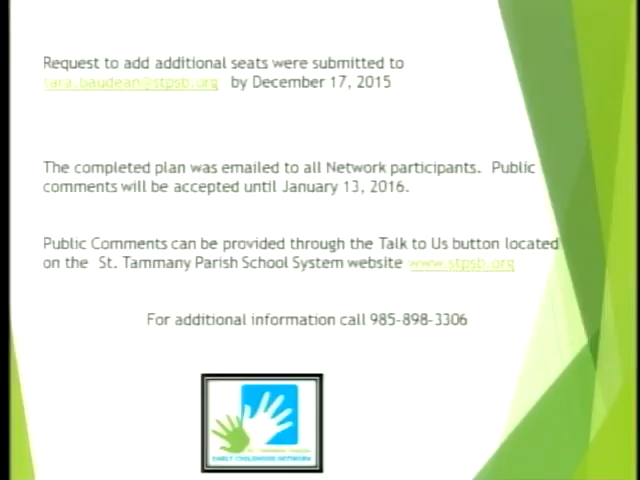 Request to add additional seats were submitted to
tara.baudean@stpsb.org by December 17, 2015
The completed plan was emailed to all Network participants. Public
comments will be accepted until January 13, 2016.
Public Comments can be provided through the Talk to Us button located
on the St. Tammany Parish School System website www.stpsb.org
For additional information call 985-898-3306
EARLY CHILDHOOD NETWORK